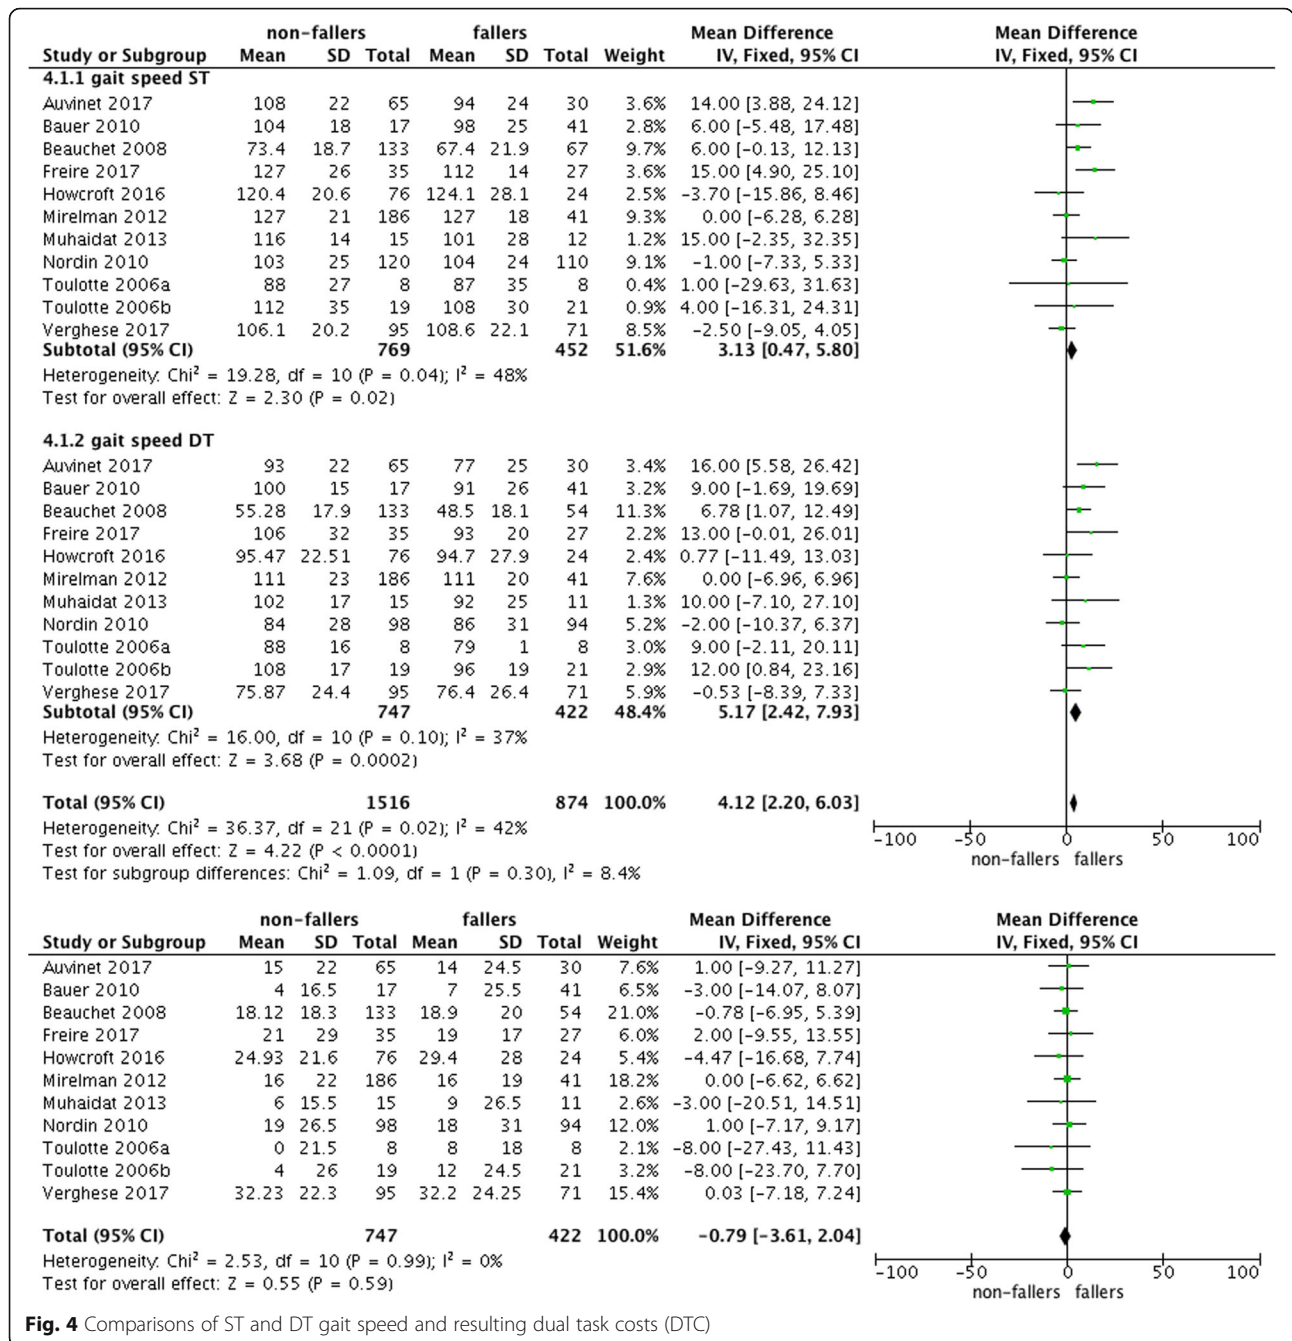 non-fallers fallers Mean Difference Mean Difference
Study or Subgroup Mean SD Total Mean SD Total Weight IV, Fixed, 95% CI IV, Fixed, 95% CI
4.1.1 gait speed ST
Auvinet 2017 108 22 65 94 24 30 3.6% 14.00 [3.88, 24.12]
Bauer 2010 104 18 17 98 25 41 2.8% 6.00 [-5.48, 17.48]
Beauchet 2008 73.4 18.7 133 67.4 21.9 67 9.7% 6.00 [-0.13, 12.13]
Freire 2017 127 26 35 112 14 27 3.6% 15.00 [4.90, 25.10]
Howcroft 2016 120.4 20.6 76 124.1 28.1 24 2.5% -3.70 [-15.86, 8.46]
Mirelman 2012 127 21 186 127 18 41 9.3% 0.00 [-6.28, 6.28]
Muhaidat 2013 116 14 15 101 28 12 1.2% 15.00 [-2.35, 32.35]
Nordin 2010 103 25 120 104 24 110 9.1% -1.00 [-7.33, 5.33]
Toulotte 2006a 88 27 8 87 35 8 0.4% 1.00 [-29.63, 31.63]
Toulotte 2006b 112 35 19 108 30 21 0.9% 4.00 [-16.31, 24.31]
Verghese 2017 106.1 20.2 95 108.6 22.1 71 8.5% -2.50 [-9.05, 4.05]
Subtotal (95% CI) 769 452 51.6% 3.13 [0.47, 5.80]
Heterogeneity: Chi² = 19.28, df = 10 (P = 0.04); I² = 48%
Test for overall effect: Z = 2.30 (P = 0.02)
4.1.2 gait speed DT
Auvinet 2017 93 22 65 77 25 30 3.4% 16.00 [5.58, 26.42]
Bauer 2010 100 15 17 91 26 41 3.2% 9.00 [-1.69, 19.69]
Beauchet 2008 55.28 17.9 133 48.5 18.1 54 11.3% 6.78 [1.07, 12.49]
Freire 2017 106 32 35 93 20 27 2.2% 13.00 [-0.01, 26.01]
Howcroft 2016 95.47 22.51 76 94.7 27.9 24 2.4% 0.77 [-11.49, 13.03]
Mirelman 2012 111 23 186 111 20 41 7.6% 0.00 [-6.96, 6.96]
Muhaidat 2013 102 17 15 92 25 11 1.3% 10.00 [-7.10, 27.10]
Nordin 2010 84 28 98 86 31 94 5.2% -2.00 [-10.37, 6.37]
Toulotte 2006a 88 16 8 79 1 8 3.0% 9.00 [-2.11, 20.11]
Toulotte 2006b 108 17 19 96 19 21 2.9% 12.00 [0.84, 23.16]
Verghese 2017 75.87 24.4 95 76.4 26.4 71 5.9% -0.53 [-8.39, 7.33]
Subtotal (95% CI) 747 422 48.4% 5.17 [2.42, 7.93]
Heterogeneity: Chi² = 16.00, df = 10 (P = 0.10); I² = 37%
Test for overall effect: Z = 3.68 (P = 0.0002)
Total (95% CI) 1516 874 100.0% 4.12 [2.20, 6.03]
Heterogeneity: Chi² = 36.37, df = 21 (P = 0.02); I² = 42%
Test for overall effect: Z = 4.22 (P < 0.0001)
Test for subgroup differences: Chi² = 1.09, df = 1 (P = 0.30), I² = 8.4%
-100 -50 0 50 100
non-fallers fallers
non-fallers fallers Mean Difference Mean Difference
Study or Subgroup Mean SD Total Mean SD Total Weight IV, Fixed, 95% CI IV, Fixed, 95% CI
Auvinet 2017 15 22 65 14 24.5 30 7.6% 1.00 [-9.27, 11.27]
Bauer 2010 4 16.5 17 7 25.5 41 6.5% -3.00 [-14.07, 8.07]
Beauchet 2008 18.12 18.3 133 18.9 20 54 21.0% -0.78 [-6.95, 5.39]
Freire 2017 21 29 35 19 17 27 6.0% 2.00 [-9.55, 13.55]
Howcroft 2016 24.93 21.6 76 29.4 28 24 5.4% -4.47 [-16.68, 7.74]
Mirelman 2012 16 22 186 16 19 41 18.2% 0.00 [-6.62, 6.62]
Muhaidat 2013 6 15.5 15 9 26.5 11 2.6% -3.00 [-20.51, 14.51]
Nordin 2010 19 26.5 98 18 31 94 12.0% 1.00 [-7.17, 9.17]
Toulotte 2006a 0 21.5 8 8 18 8 2.1% -8.00 [-27.43, 11.43]
Toulotte 2006b 4 26 19 12 24.5 21 3.2% -8.00 [-23.70, 7.70]
Verghese 2017 32.23 22.3 95 32.2 24.25 71 15.4% 0.03 [-7.18, 7.24]
Total (95% CI) 747 422 100.0% -0.79 [-3.61, 2.04]
Heterogeneity: Chi² = 2.53, df = 10 (P = 0.99); I² = 0%
Test for overall effect: Z = 0.55 (P = 0.59)
-100 -50 0 50 100
non-fallers fallers
Fig. 4 Comparisons of ST and DT gait speed and resulting dual task costs (DTC)